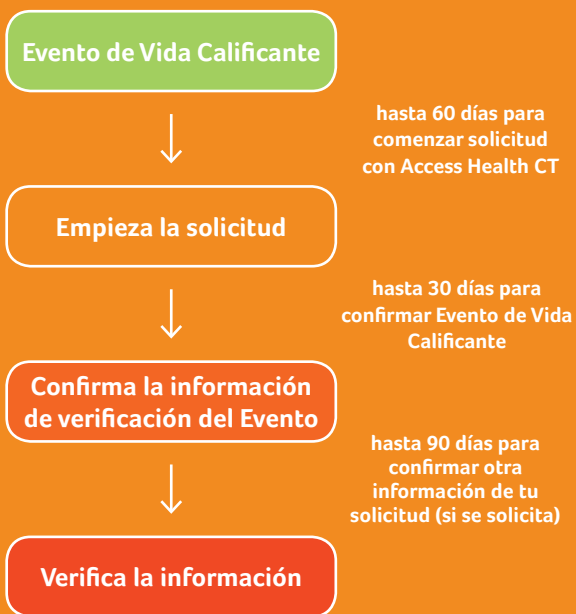 Evento de Vida Calificante
hasta 60 días para
comenzar solicitud
con Access Health CT
Empieza la solicitud
hasta 30 días para
confirmar Evento de Vida
Calificante
Confirma la información
de verificación del Evento
hasta 90 días para
confirmar otra
información de tu
solicitud (si se solicita)
Verifica la información